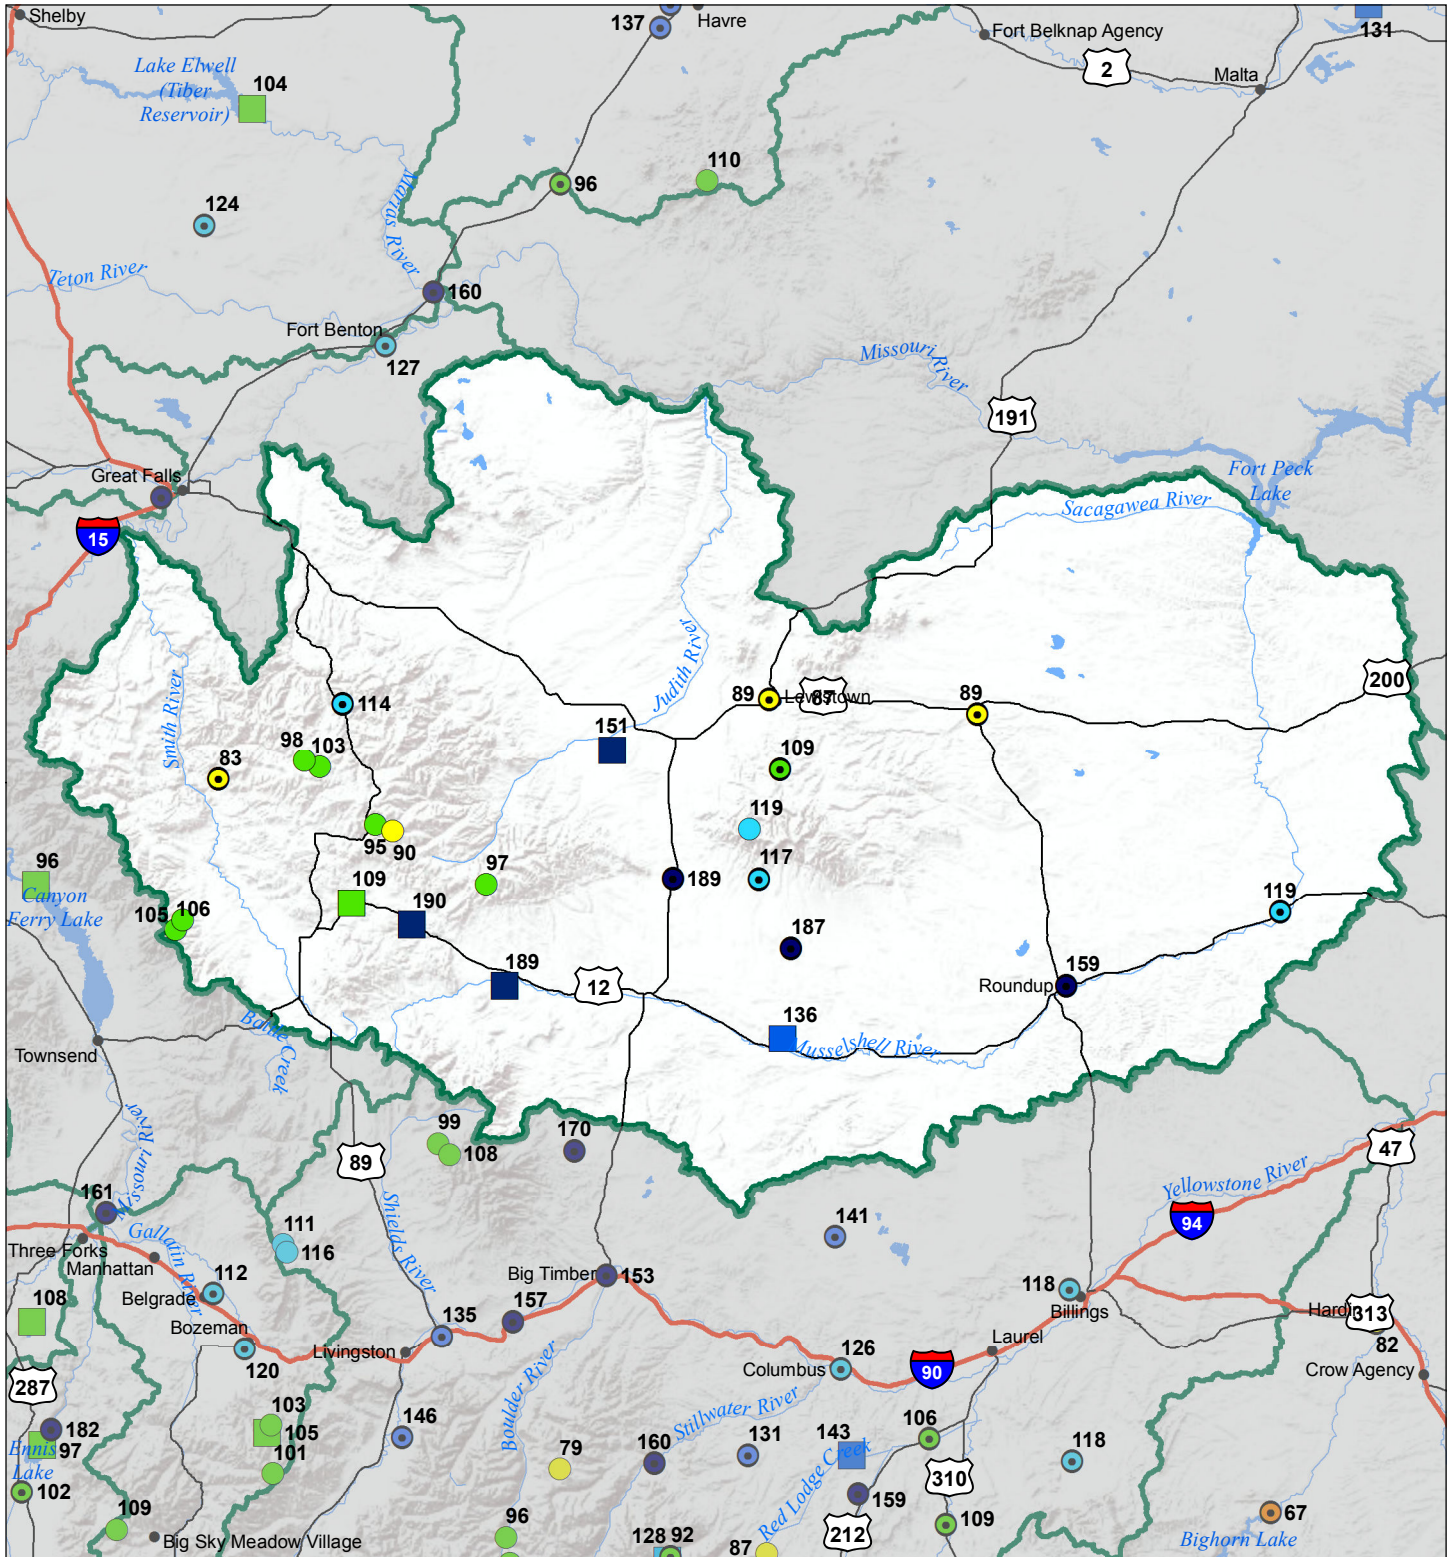 Shelby
137
Havre
Fort Belknap Agency
131
2
Malta
Lake Elwell
(Tiber
Reservoir)
104
Marias River
96
110
124
Teton River
160
Fort Benton
127
Missouri River
191
Great Falls
15
Fort Peck
Lake
Sacagawea River
Smith River
Judith River
200
114
89
Lewistown
87
89
151
98
103
83
109
119
95
90
97
117
189
96
Canyon
Ferry Lake
109
190
105
106
119
187
189
12
159
Roundup
136
Musselshell River
Battle Creek
Townsend
Missouri River
99
108
170
89
47
161
Shields River
Yellowstone River
94
141
Gallatin River
111
116
Three Forks
Manhattan
112
Belgrade
Big Timber
153
118
Billings
108
157
Hardi
313
135
Bozeman
Livingston
120
Laurel
82
126
Columbus
90
Crow Agency
287
Boulder River
Stillwater River
103
105
101
146
182
97
Ennis
Lake
79
160
131
143
Red Lodge Creek
106
118
310
102
109
Big Sky Meadow Village
96
128
92
87
159
212
109
67
Bighorn Lake